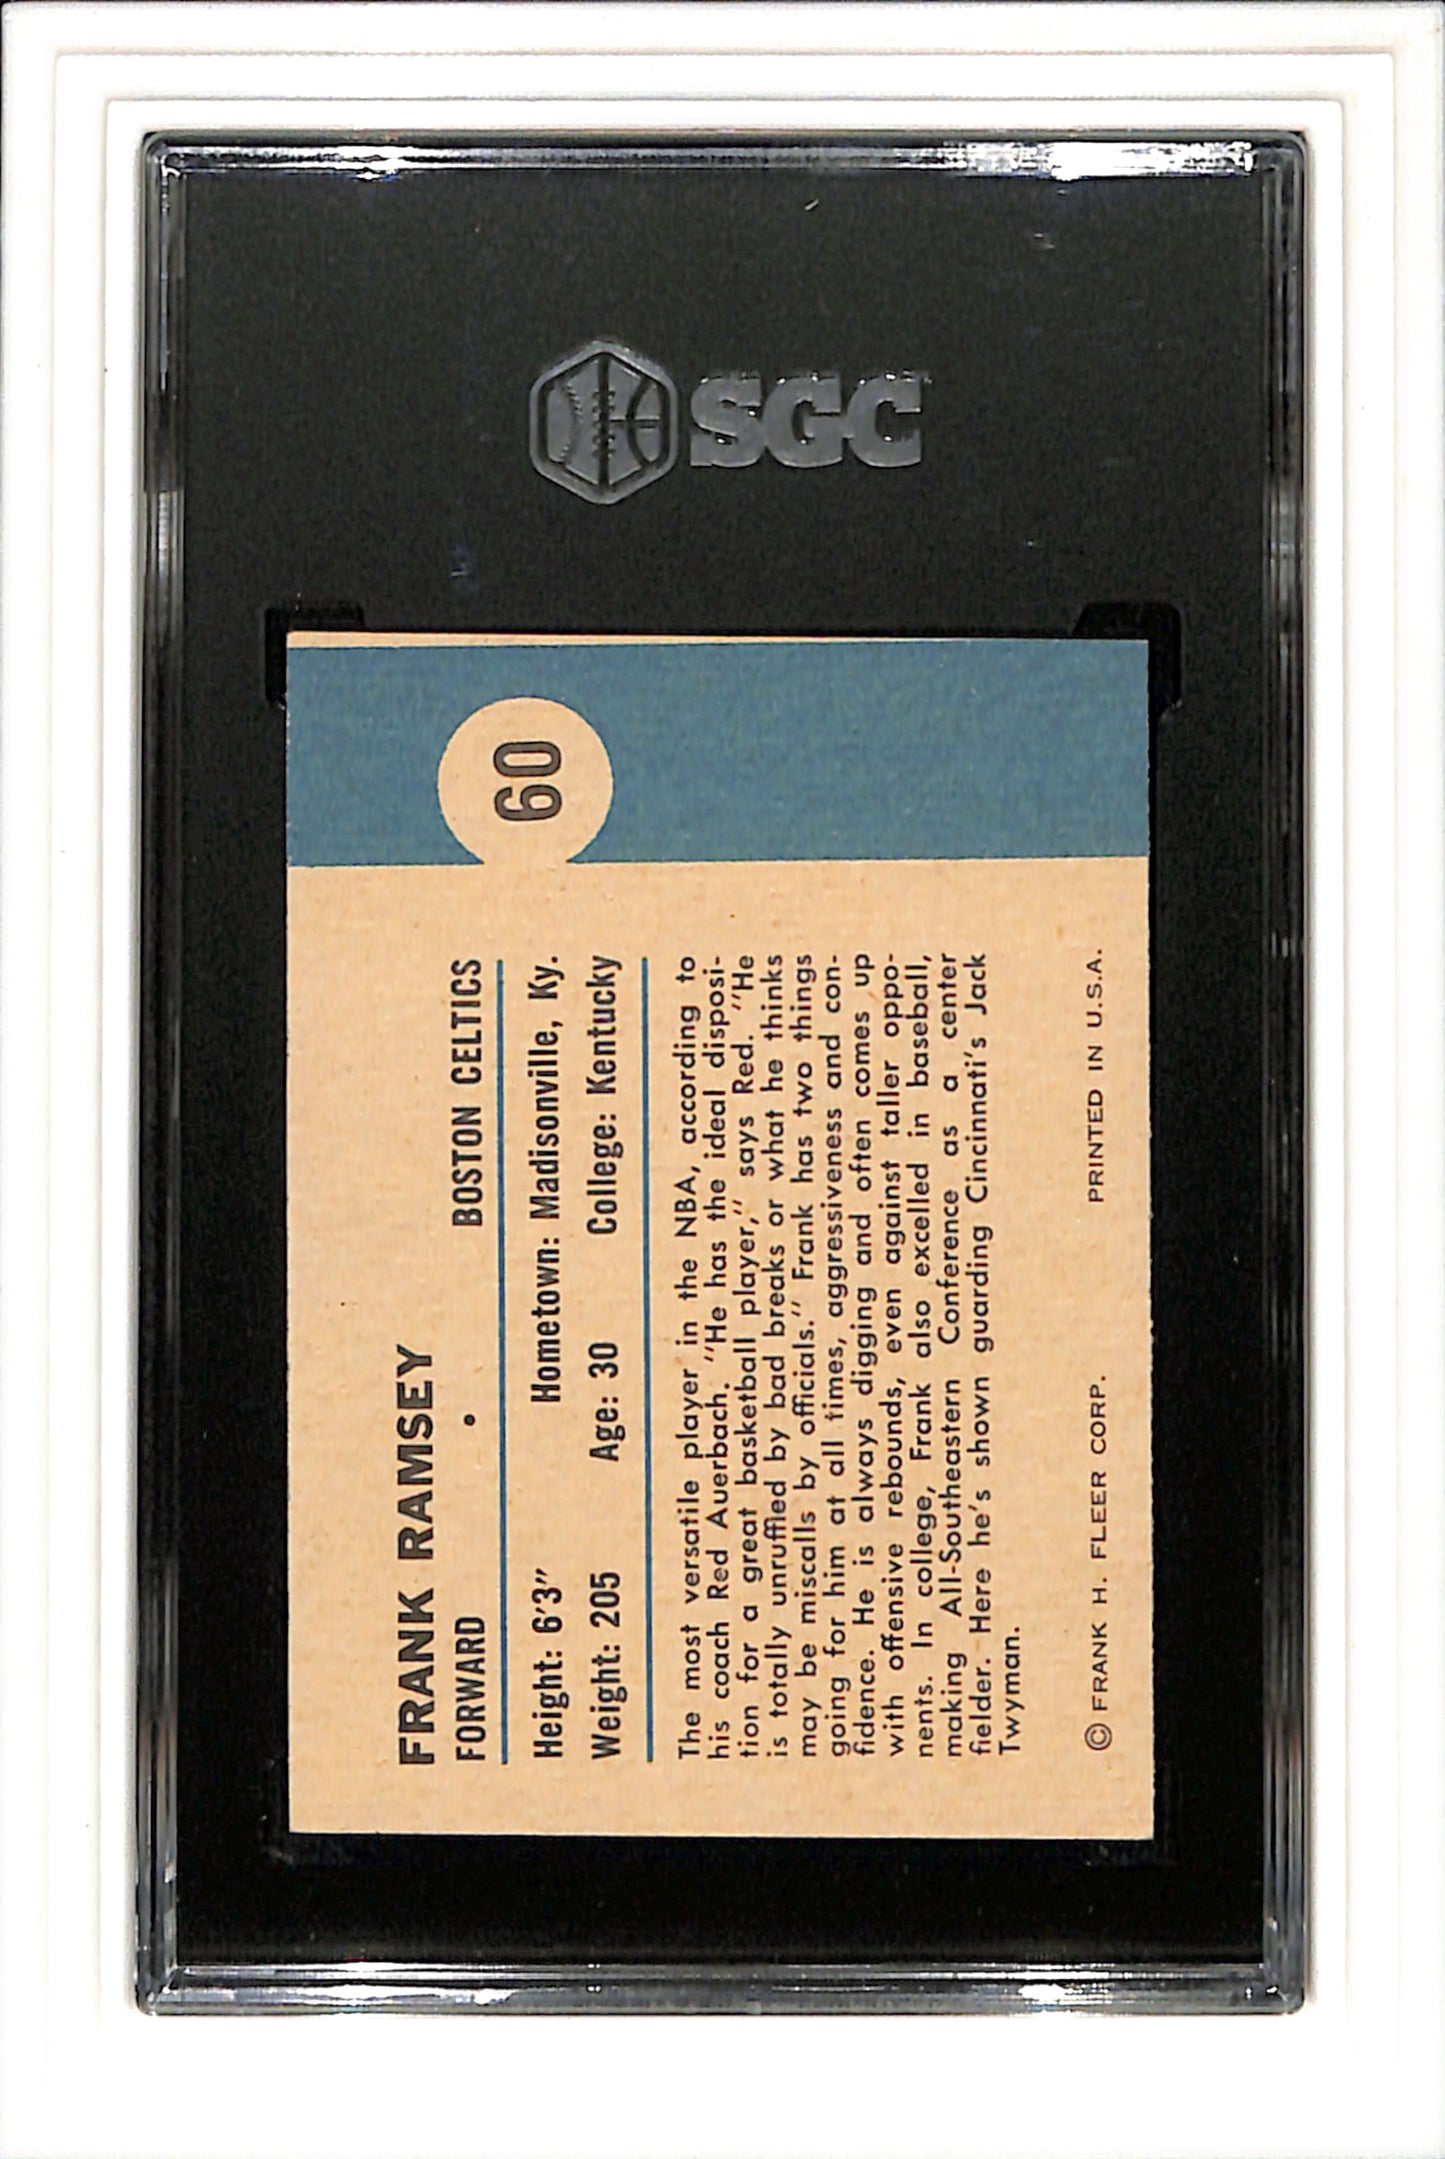 SGC
60
FRANK RAMSEY
FORWARD • BOSTON CELTICS
Height: 6'3" Hometown: Madisonville, Ky.
Weight: 205 Age: 30 College: Kentucky
The most versatile player in the NBA, according to
his coach Red Auerbach. "He has the ideal disposi-
tion for a great basketball player," says Red. "He
is totally unruffled by bad breaks or what he thinks
may be miscalls by officials." Frank has two things
going for him at all times, aggressiveness and con-
fidence. He is always digging and often comes up
with offensive rebounds, even against taller oppo-
nents. In college, Frank also excelled in baseball,
making All-Southeastern Conference as a center
fielder. Here he's shown guarding Cincinnati's Jack
Twyman.
© FRANK H. FLEER CORP. PRINTED IN U.S.A.